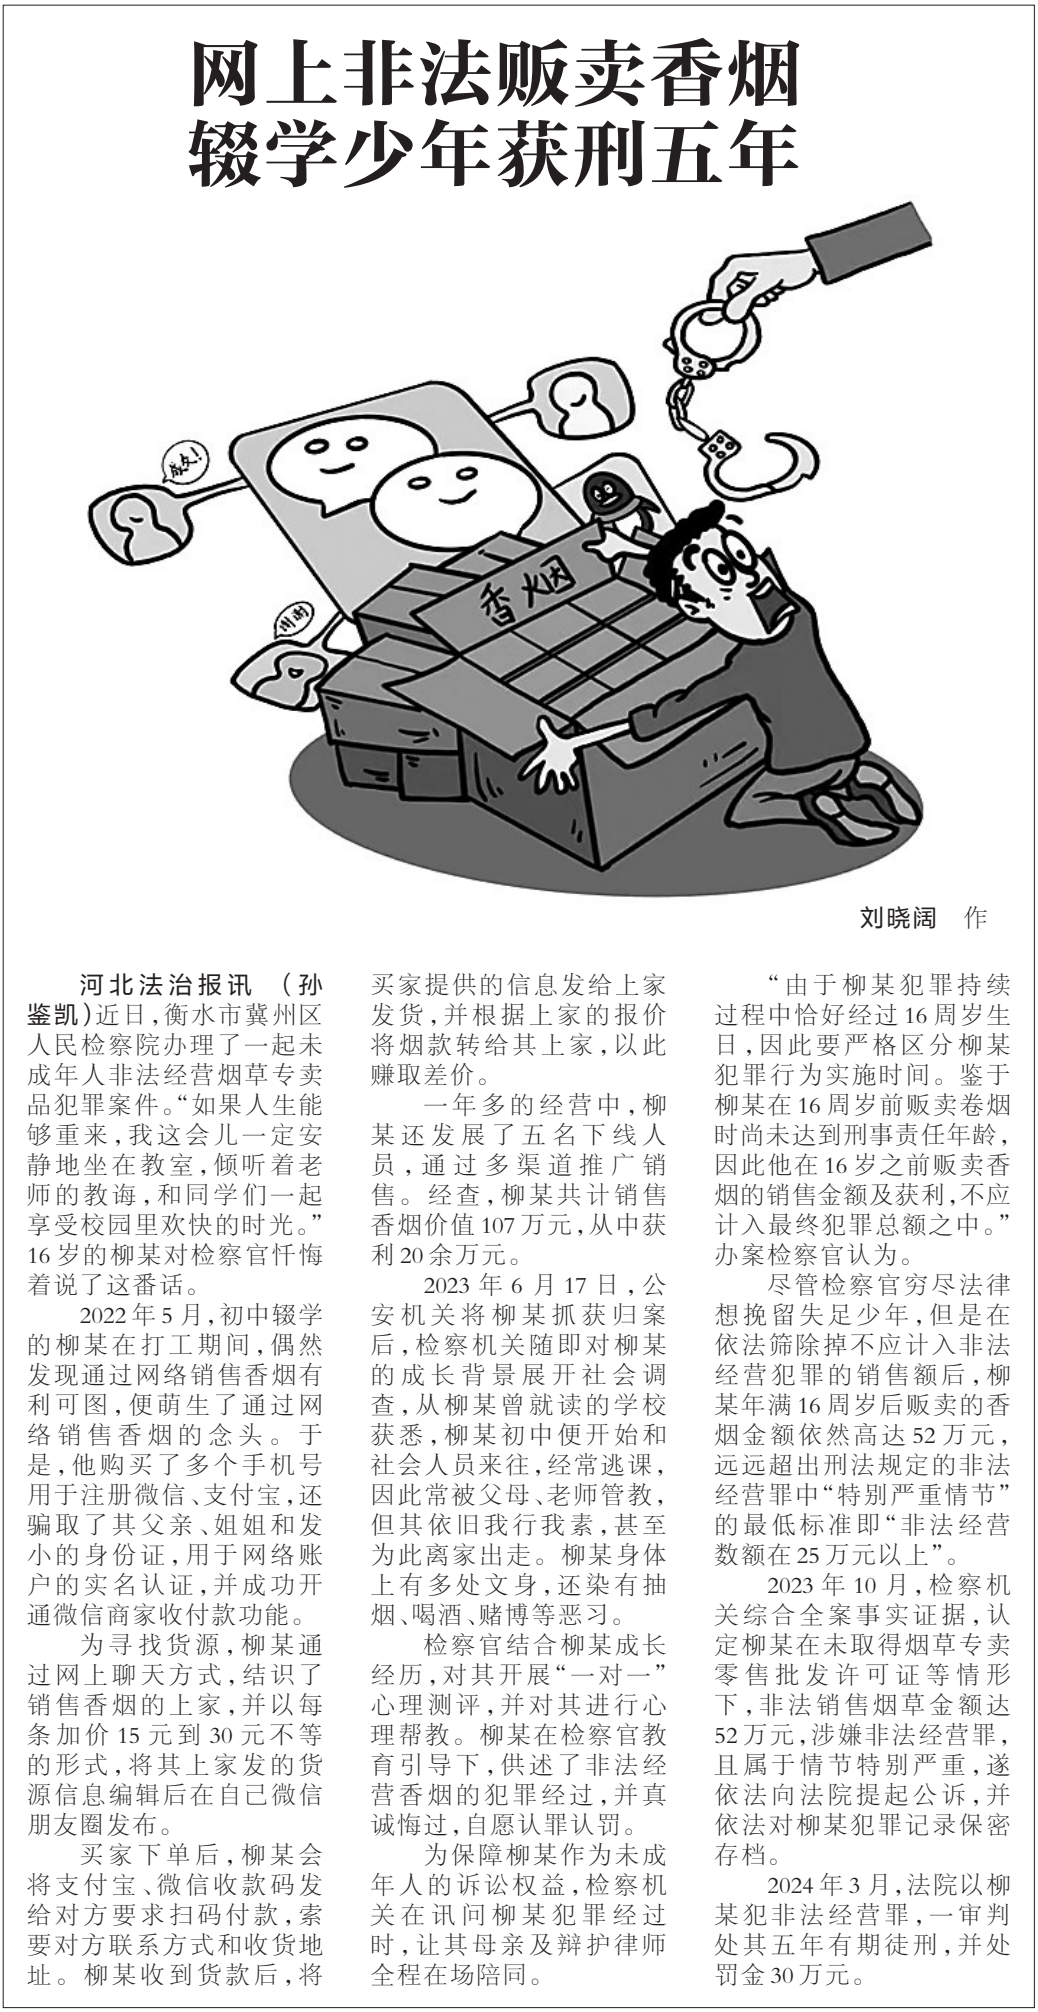 网上非法贩卖香烟
辍学少年获刑五年
成交！
谢谢
香烟
刘晓阔 作
河北法治报讯 （孙
鉴凯）近日，衡水市冀州区
人民检察院办理了一起未
成年人非法经营烟草专卖
品犯罪案件。“如果人生能
够重来，我这会儿一定安
静地坐在教室，倾听着老
师的教诲，和同学们一起
享受校园里欢快的时光。”
16岁的柳某对检察官忏悔
着说了这番话。
2022年5月，初中辍学
的柳某在打工期间，偶然
发现通过网络销售香烟有
利可图，便萌生了通过网
络销售香烟的念头。于
是，他购买了多个手机号
用于注册微信、支付宝，还
骗取了其父亲、姐姐和发
小的身份证，用于网络账
户的实名认证，并成功开
通微信商家收付款功能。
为寻找货源，柳某通
过网上聊天方式，结识了
销售香烟的上家，并以每
条加价15元到30元不等
的形式，将其上家发的货
源信息编辑后在自己微信
朋友圈发布。
买家下单后，柳某会
将支付宝、微信收款码发
给对方要求扫码付款，索
要对方联系方式和收货地
址。柳某收到货款后，将
买家提供的信息发给上家
发货，并根据上家的报价
将烟款转给其上家，以此
赚取差价。
一年多的经营中，柳
某还发展了五名下线人
员，通过多渠道推广销
售。经查，柳某共计销售
香烟价值107万元，从中获
利20余万元。
2023年6月17日，公
安机关将柳某抓获归案
后，检察机关随即对柳某
的成长背景展开社会调
查，从柳某曾就读的学校
获悉，柳某初中便开始和
社会人员来往，经常逃课，
因此常被父母、老师管教，
但其依旧我行我素，甚至
为此离家出走。柳某身体
上有多处文身，还染有抽
烟、喝酒、赌博等恶习。
检察官结合柳某成长
经历，对其开展“一对一”
心理测评，并对其进行心
理帮教。柳某在检察官教
育引导下，供述了非法经
营香烟的犯罪经过，并真
诚悔过，自愿认罪认罚。
为保障柳某作为未成
年人的诉讼权益，检察机
关在讯问柳某犯罪经过
时，让其母亲及辩护律师
全程在场陪同。
“由于柳某犯罪持续
过程中恰好经过16周岁生
日，因此要严格区分柳某
犯罪行为实施时间。鉴于
柳某在16周岁前贩卖卷烟
时尚未达到刑事责任年龄，
因此他在16岁之前贩卖香
烟的销售金额及获利，不应
计入最终犯罪总额之中。”
办案检察官认为。
尽管检察官穷尽法律
想挽留失足少年，但是在
依法筛除掉不应计入非法
经营犯罪的销售额后，柳
某年满16周岁后贩卖的香
烟金额依然高达52万元，
远远超出刑法规定的非法
经营罪中“特别严重情节”
的最低标准即“非法经营
数额在25万元以上”。
2023年10月，检察机
关综合全案事实证据，认
定柳某在未取得烟草专卖
零售批发许可证等情形
下，非法销售烟草金额达
52万元，涉嫌非法经营罪，
且属于情节特别严重，遂
依法向法院提起公诉，并
依法对柳某犯罪记录保密
存档。
2024年3月，法院以柳
某犯非法经营罪，一审判
处其五年有期徒刑，并处
罚金30万元。